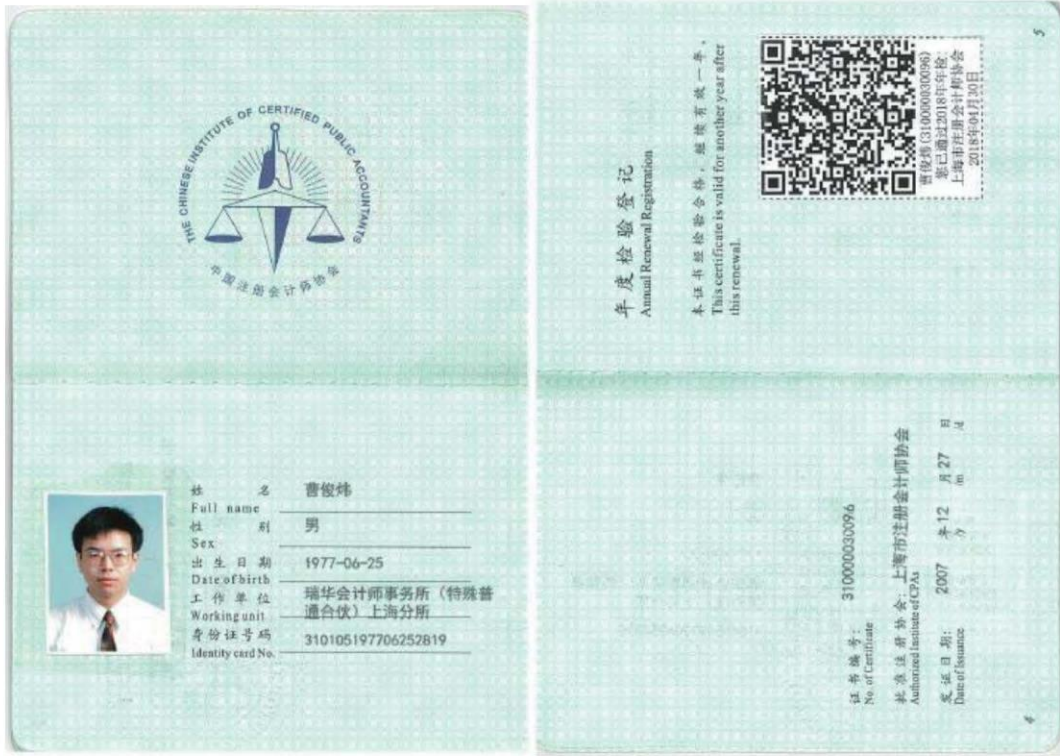 THE CHINESE INSTITUTE OF CERTIFIED PUBLIC ACCOUNTANTS
中国注册会计师协会
姓 名 曹俊炜
Full name
性 别 男
Sex
出生日期 1977-06-25
Date of birth
工作单位 瑞华会计师事务所(特殊普
Working unit 通合伙)上海分所
身份证号码 310105197706252819
Identity card No.
年度检验登记
Annual Renewal Registration
本证书经检验合格,继续有效一年。
This certificate is valid for another year after
this renewal.
曹俊炜(310000030096)
您已通过2018年年检
上海市注册会计师协会
2018年04月30日
5
证书编号: 310000030096
No. of Certificate
批准注册协会: 上海市注册会计师协会
Authorized Institute of CPAs
发证日期: 2007 年 12 月 27 日
Date of Issuance /y /m /d
4